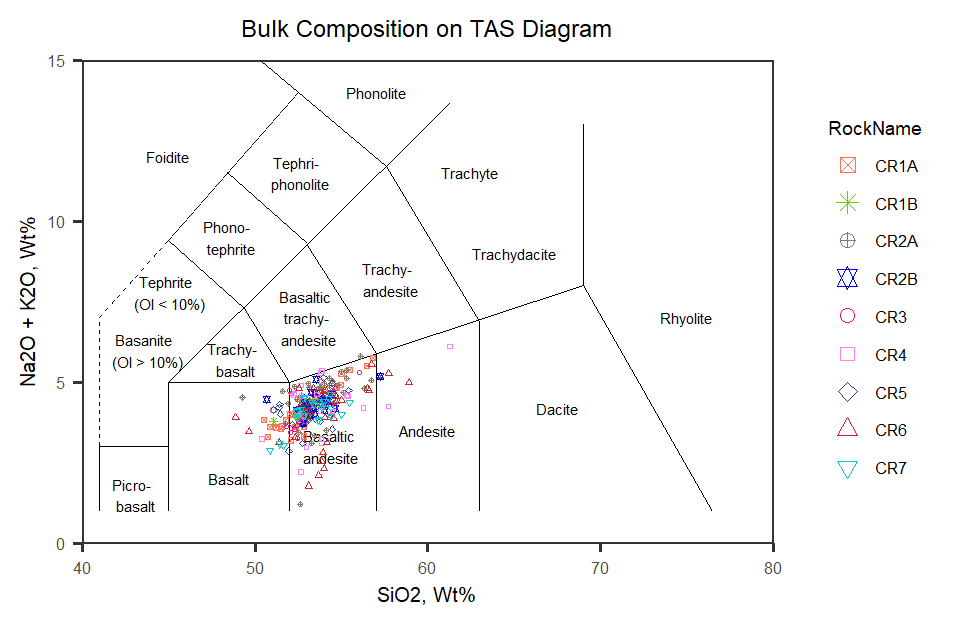 Bulk Composition on TAS Diagram
15
10
5
0
40
50
60
70
80
Na2O + K2O, Wt%
SiO2, Wt%
Phonolite
Foidite
Tephri-
phonolite
Trachyte
Phono-
tephrite
Trachydacite
Trachy-
andesite
Tephrite
(Ol < 10%)
Basaltic
trachy-
andesite
Rhyolite
Basanite
(Ol > 10%)
Trachy-
basalt
Dacite
Andesite
Basaltic
andesite
Basalt
Picro-
basalt
RockName
CR1A
CR1B
CR2A
CR2B
CR3
CR4
CR5
CR6
CR7